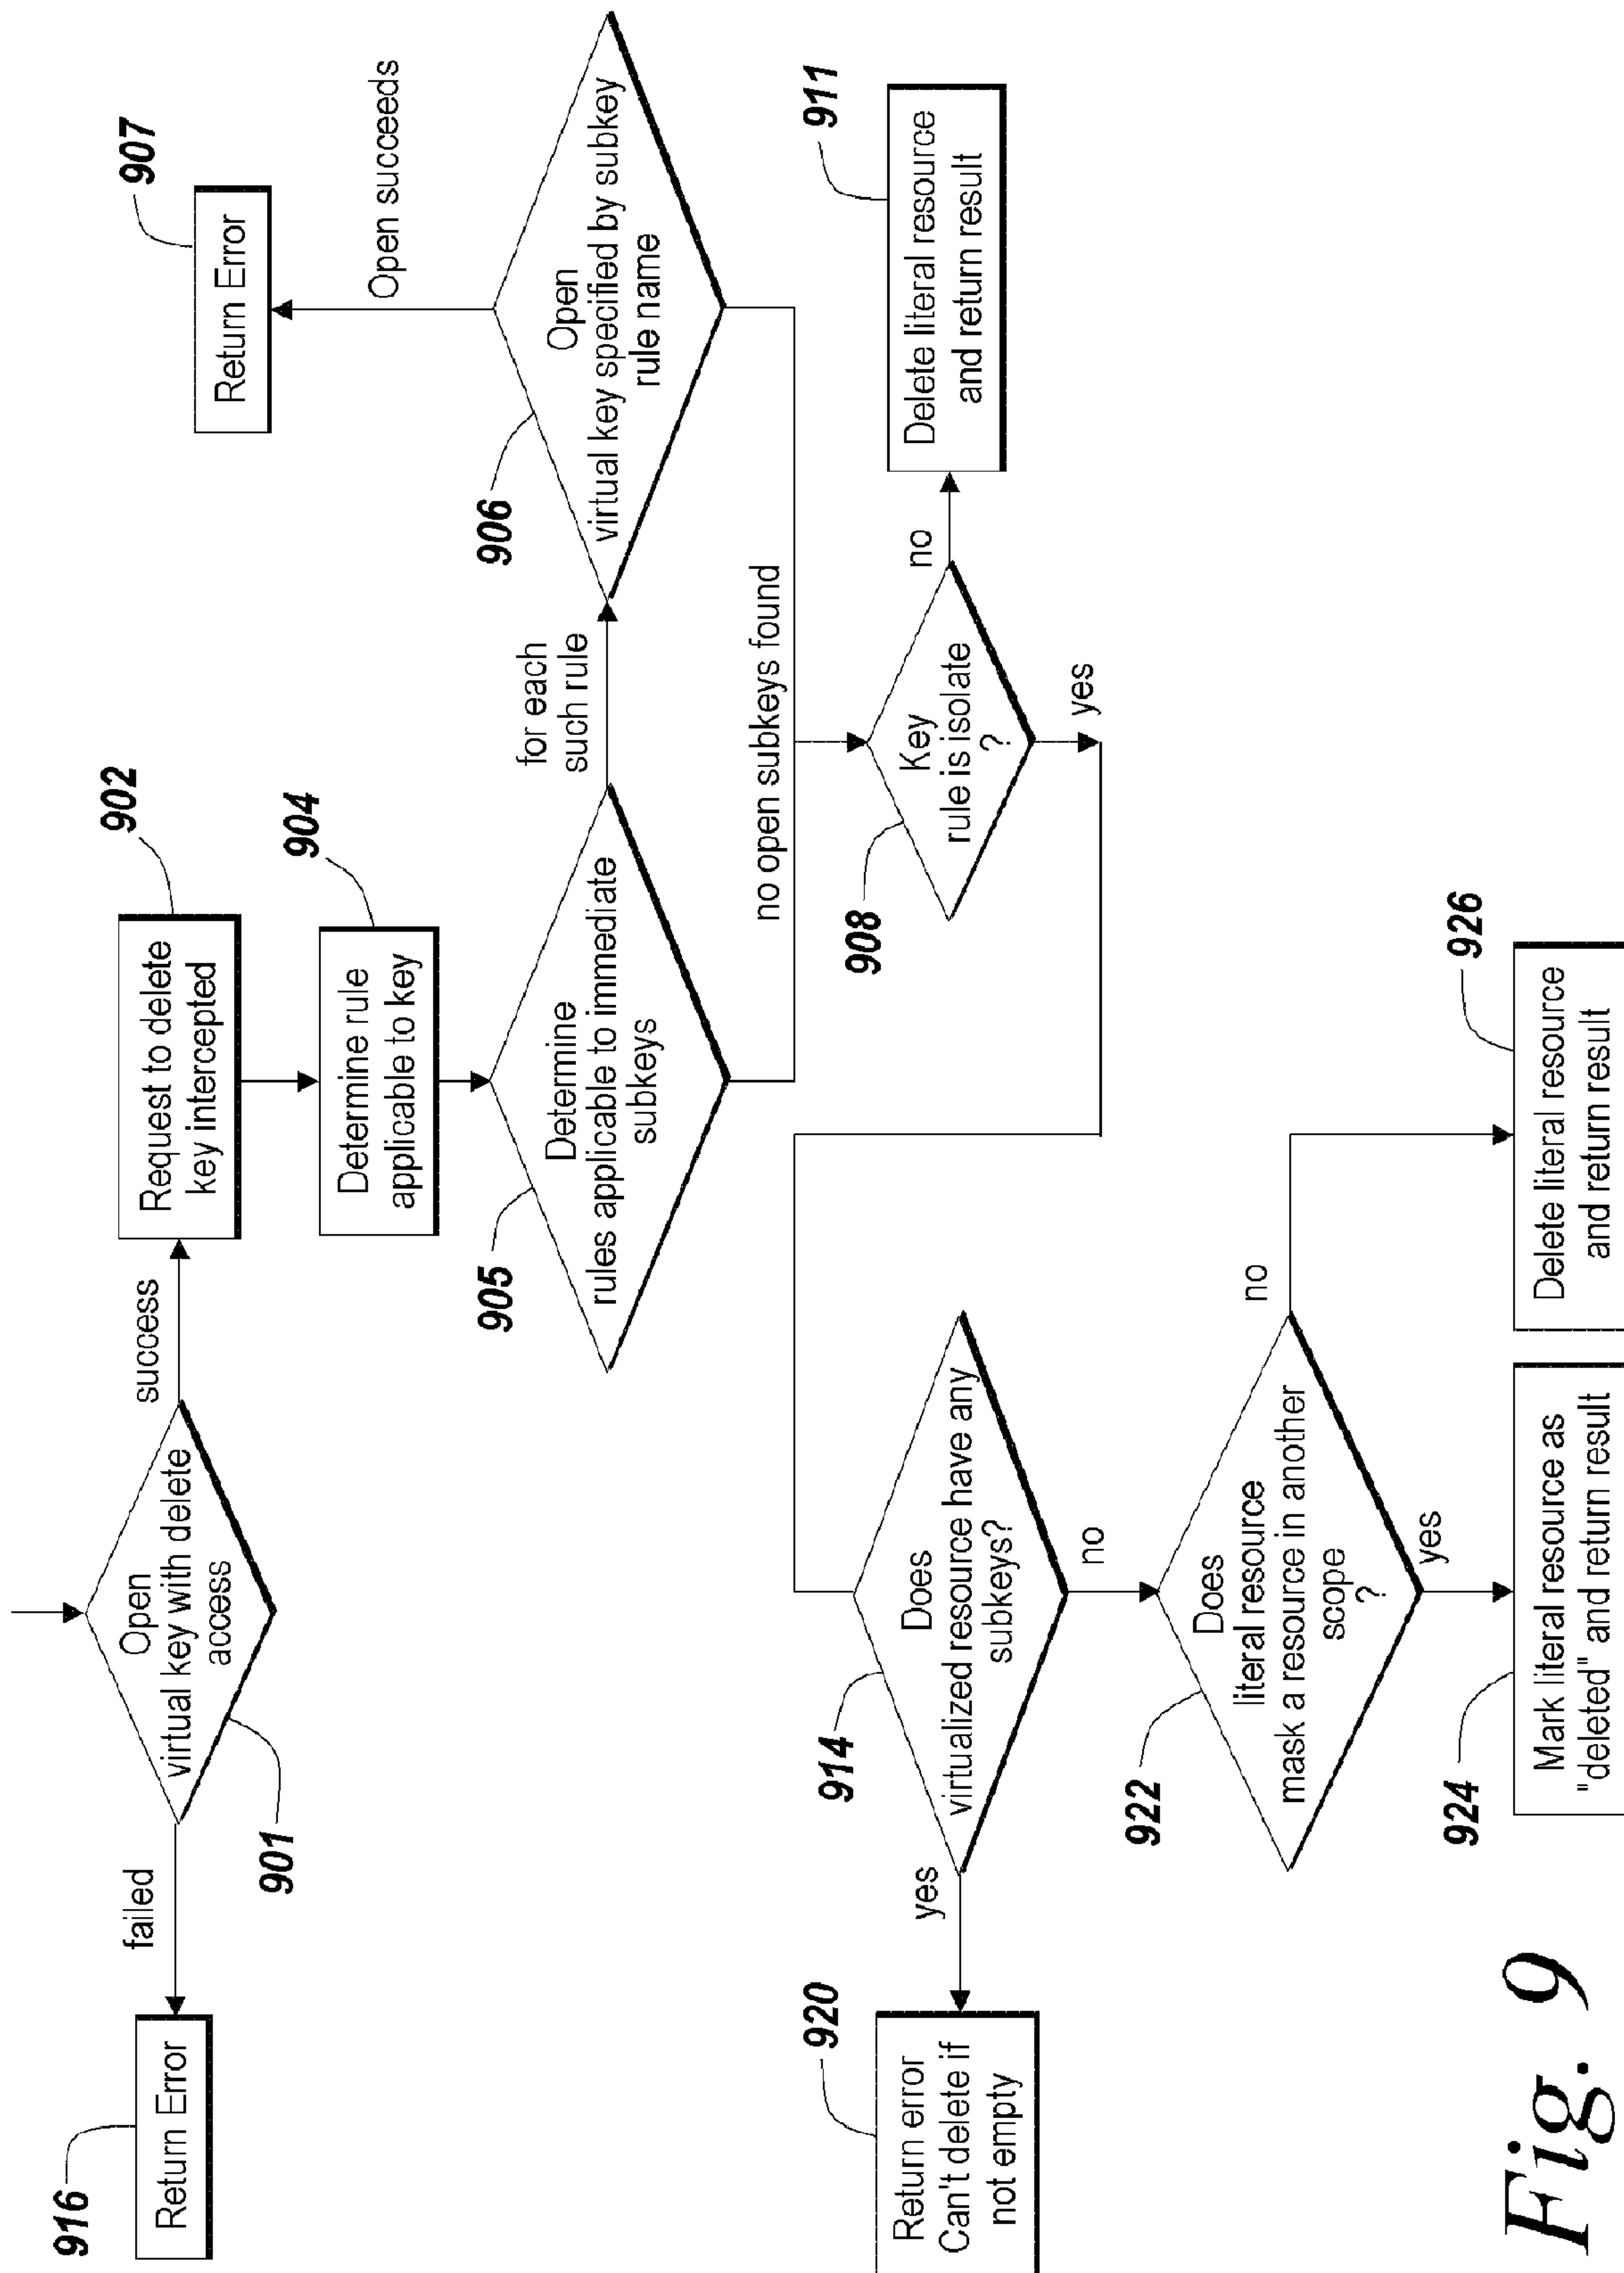 916
Return Error
failed
Open
virtual key with delete
access
901
success
902
Request to delete
key intercepted
904
Determine rule
applicable to key
905
Determine
rules applicable to immediate
subkeys
for each
such rule
906
Open
virtual key specified by subkey
rule name
Open succeeds
907
Return Error
no open subkeys found
908
Key
rule is isolate
?
no
911
Delete literal resource
and return result
yes
914
Does
virtualized resource have any
subkeys?
yes
920
Return error
Can't delete if
not empty
no
922
Does
literal resource
mask a resource in another
scope
?
yes
924
Mark literal resource as
"deleted" and return result
no
926
Delete literal resource
and return result
Fig. 9